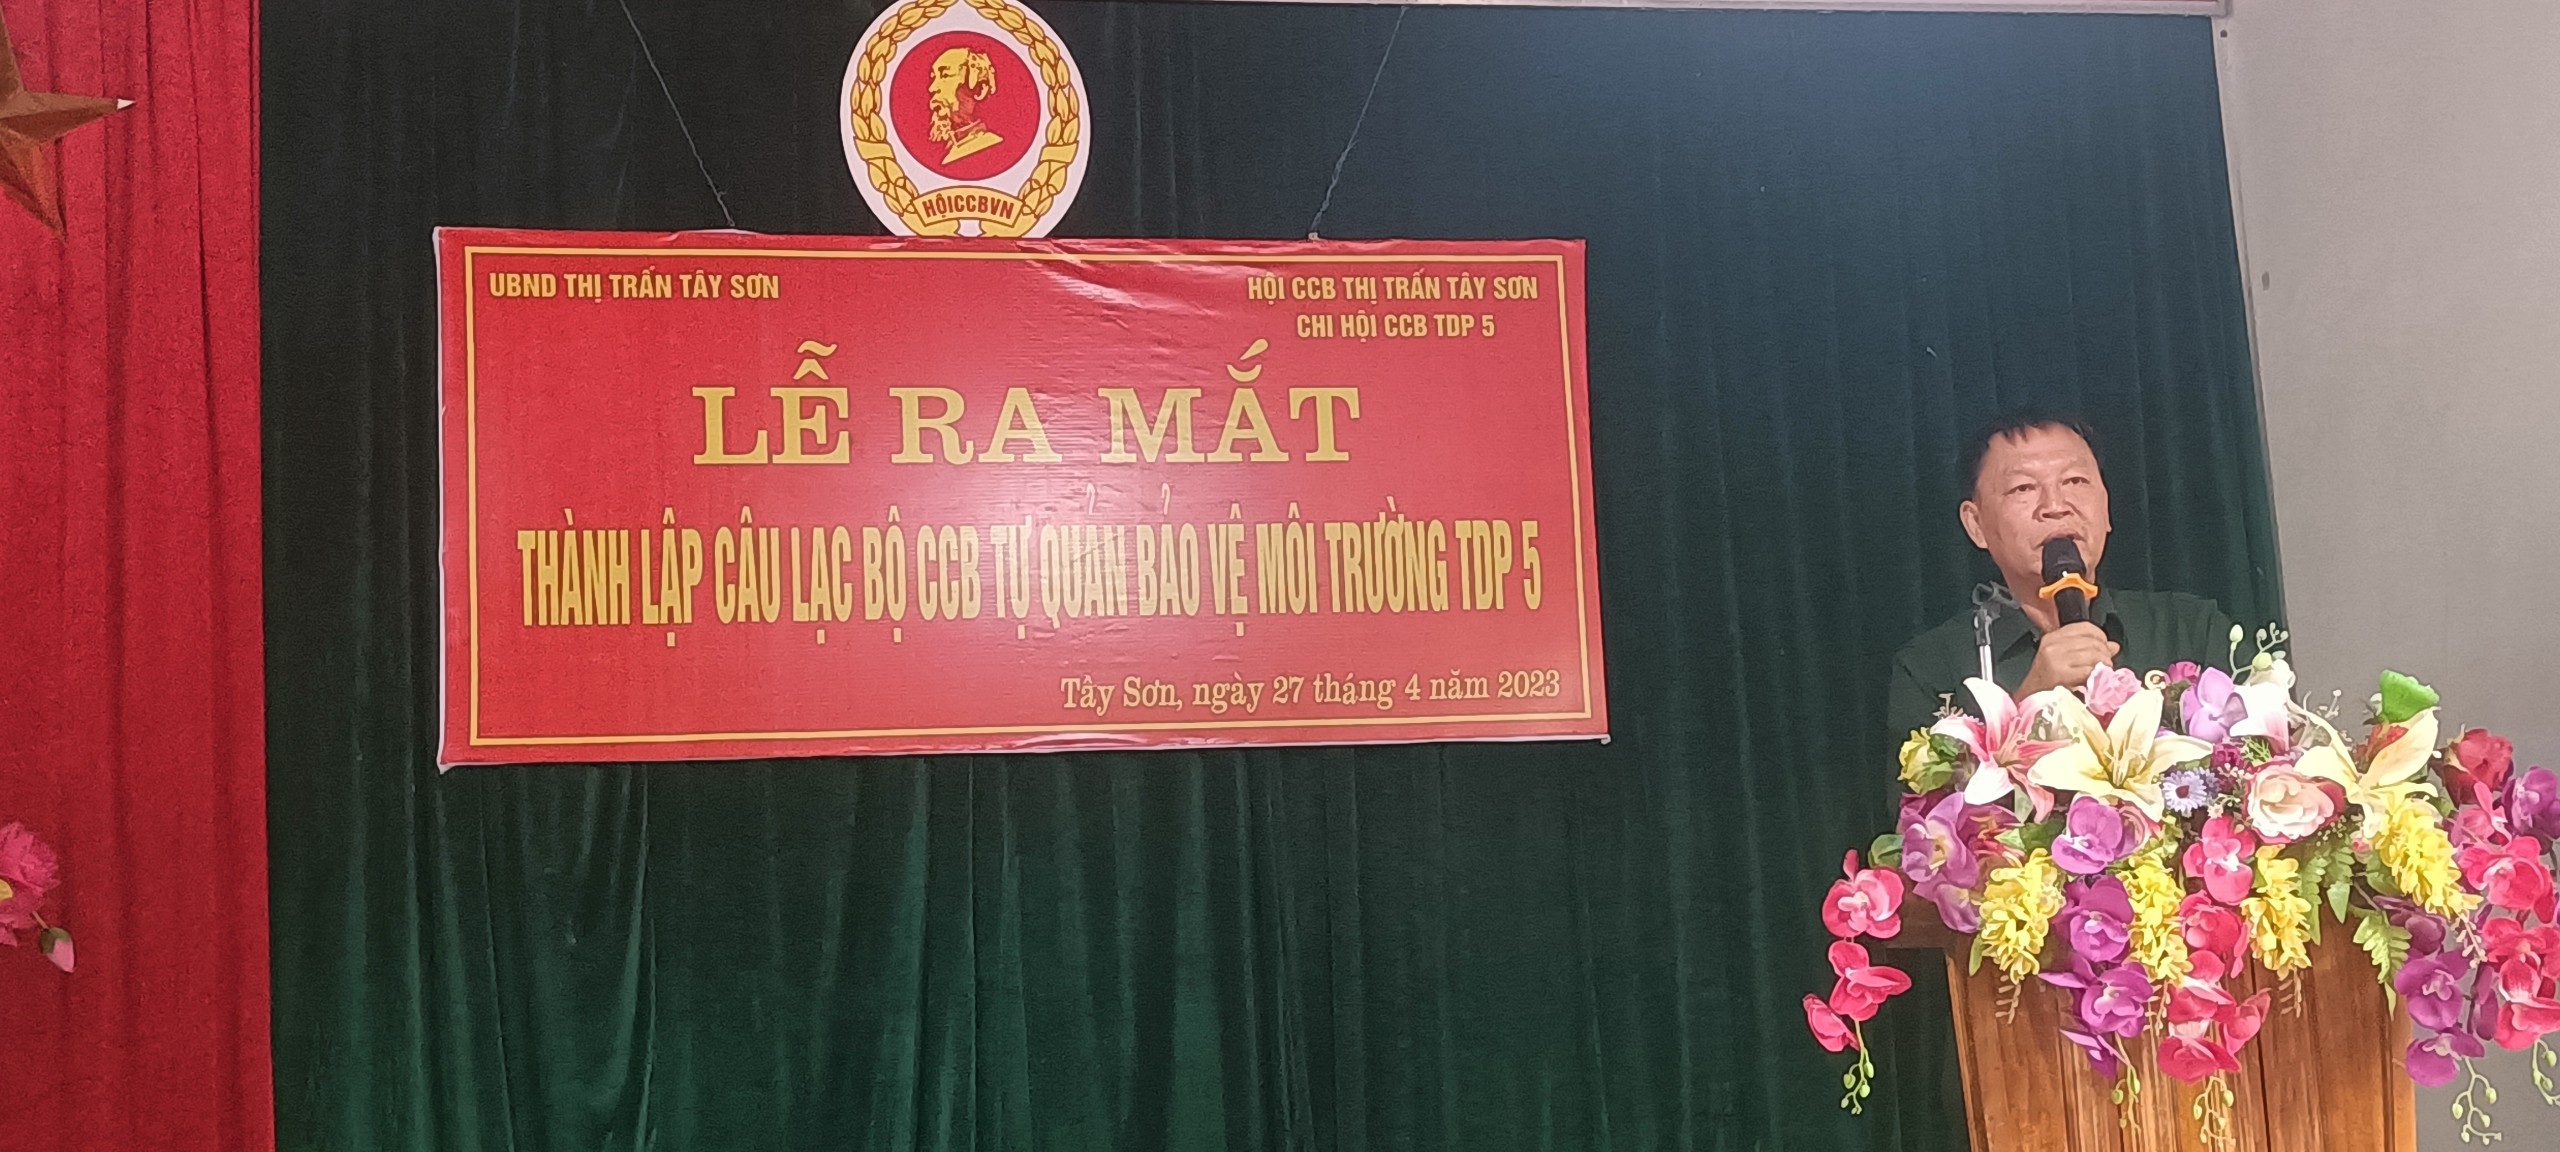 HỘI CCBVN
UBND THỊ TRẤN TÂY SƠN
HỘI CCB THỊ TRẤN TÂY SƠN
CHI HỘI CCB TDP 5
LỄ RA MẮT
THÀNH LẬP CÂU LẠC BỘ CCB TỰ QUẢN BẢO VỆ MÔI TRƯỜNG TDP 5
Tây Sơn, ngày 27 tháng 4 năm 2023